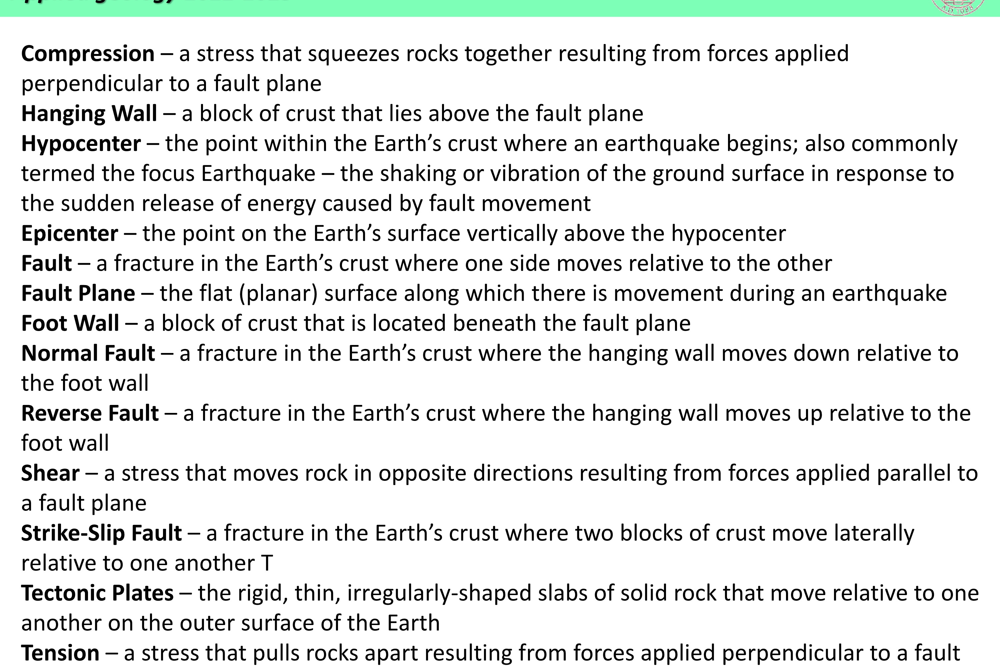 Applied geology 2022-2023
A.D. 1088
Compression – a stress that squeezes rocks together resulting from forces applied
perpendicular to a fault plane
Hanging Wall – a block of crust that lies above the fault plane
Hypocenter – the point within the Earth’s crust where an earthquake begins; also commonly
termed the focus Earthquake – the shaking or vibration of the ground surface in response to
the sudden release of energy caused by fault movement
Epicenter – the point on the Earth’s surface vertically above the hypocenter
Fault – a fracture in the Earth’s crust where one side moves relative to the other
Fault Plane – the flat (planar) surface along which there is movement during an earthquake
Foot Wall – a block of crust that is located beneath the fault plane
Normal Fault – a fracture in the Earth’s crust where the hanging wall moves down relative to
the foot wall
Reverse Fault – a fracture in the Earth’s crust where the hanging wall moves up relative to the
foot wall
Shear – a stress that moves rock in opposite directions resulting from forces applied parallel to
a fault plane
Strike-Slip Fault – a fracture in the Earth’s crust where two blocks of crust move laterally
relative to one another T
Tectonic Plates – the rigid, thin, irregularly-shaped slabs of solid rock that move relative to one
another on the outer surface of the Earth
Tension – a stress that pulls rocks apart resulting from forces applied perpendicular to a fault